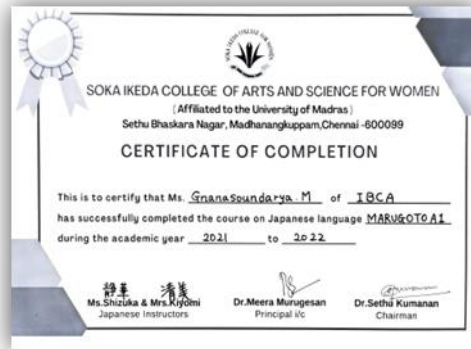 SOKA IKEDA COLLEGE OF ARTS AND SCIENCE FOR WOMEN
(Affiliated to the University of Madras)
Sethu Bhaskara Nagar, Madhanangkuppam,Chennai -600099
CERTIFICATE OF COMPLETION
This is to certify that Ms. Gnanasoundarya.M of IBCA
has successfully completed the course on Japanese language MARUGOTO A1
during the academic year 2021 to 2022
静華 清美
Ms.Shizuka & Mrs.Kiyomi Dr.Meera Murugesan Dr.Sethu Kumanan
Japanese Instructors Principal i/c Chairman